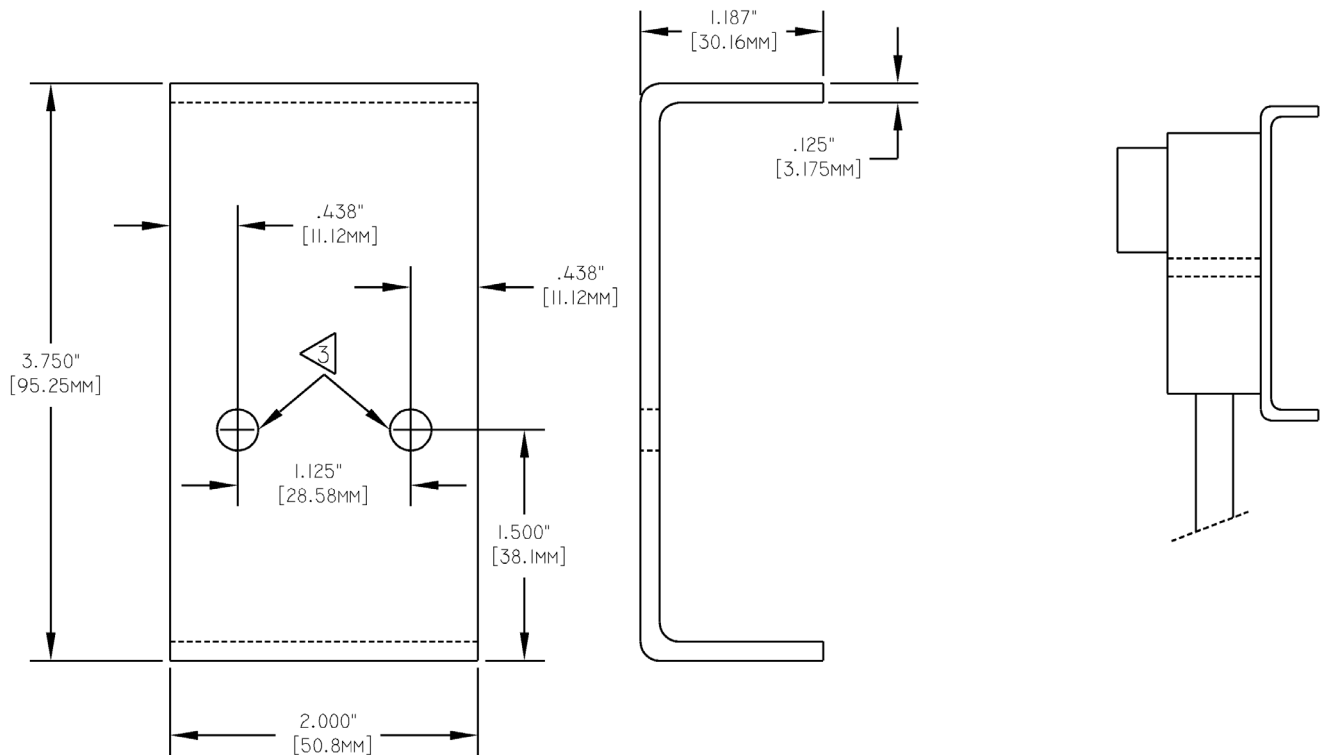 1.187"
[30.16MM]
.125"
[3.175MM]
.438"
[11.12MM]
.438"
[11.12MM]
3
3.750"
[95.25MM]
1.125"
[28.58MM]
1.500"
[38.1MM]
2.000"
[50.8MM]